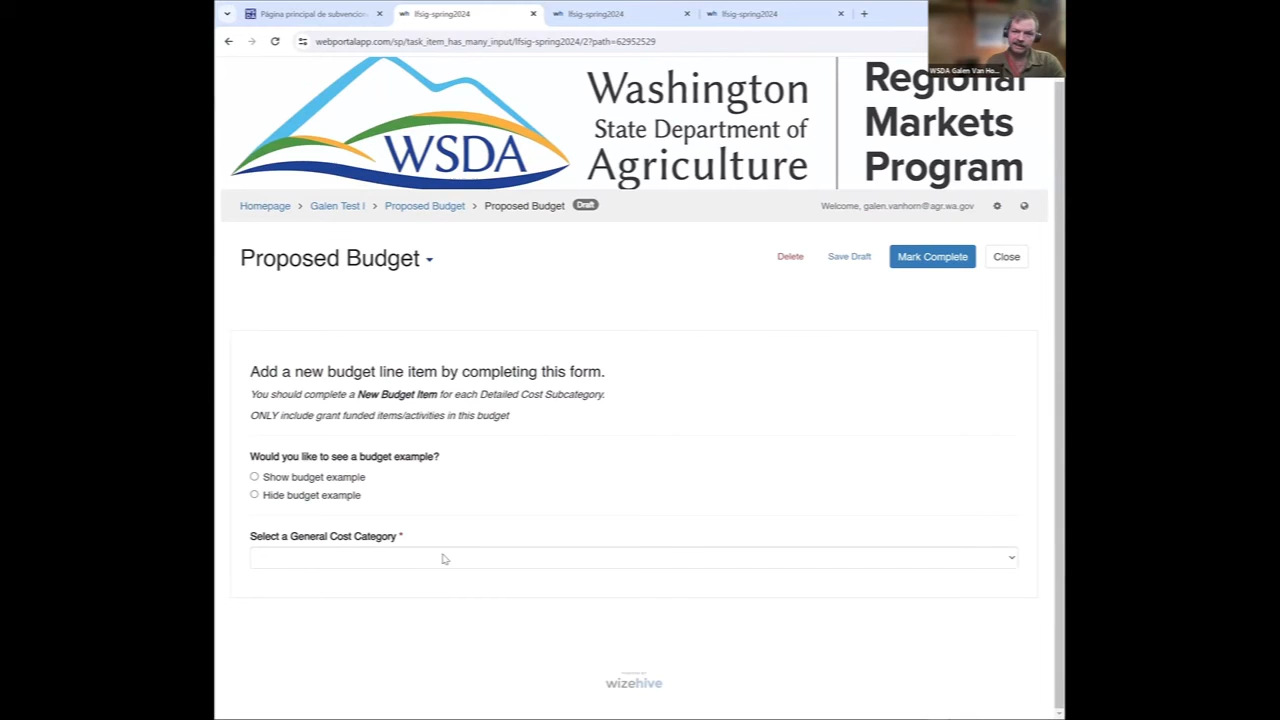 Página principal de subvencion
lfsig-spring2024
lfsig-spring2024
lfsig-spring2024
webportalapp.com/sp/task_item_has_many_input/lfsig-spring2024/2?path=62952529
WSDA Galen Van Ho...
WSDA
Washington
State Department of
Agriculture
Regional
Markets
Program
Homepage > Galen Test I > Proposed Budget > Proposed Budget Draft
Welcome, galen.vanhorn@agr.wa.gov
Proposed Budget
Delete
Save Draft
Mark Complete
Close
Add a new budget line item by completing this form.
You should complete a New Budget Item for each Detailed Cost Subcategory.
ONLY include grant funded items/activities in this budget
Would you like to see a budget example?
Show budget example
Hide budget example
Select a General Cost Category *
wizehive